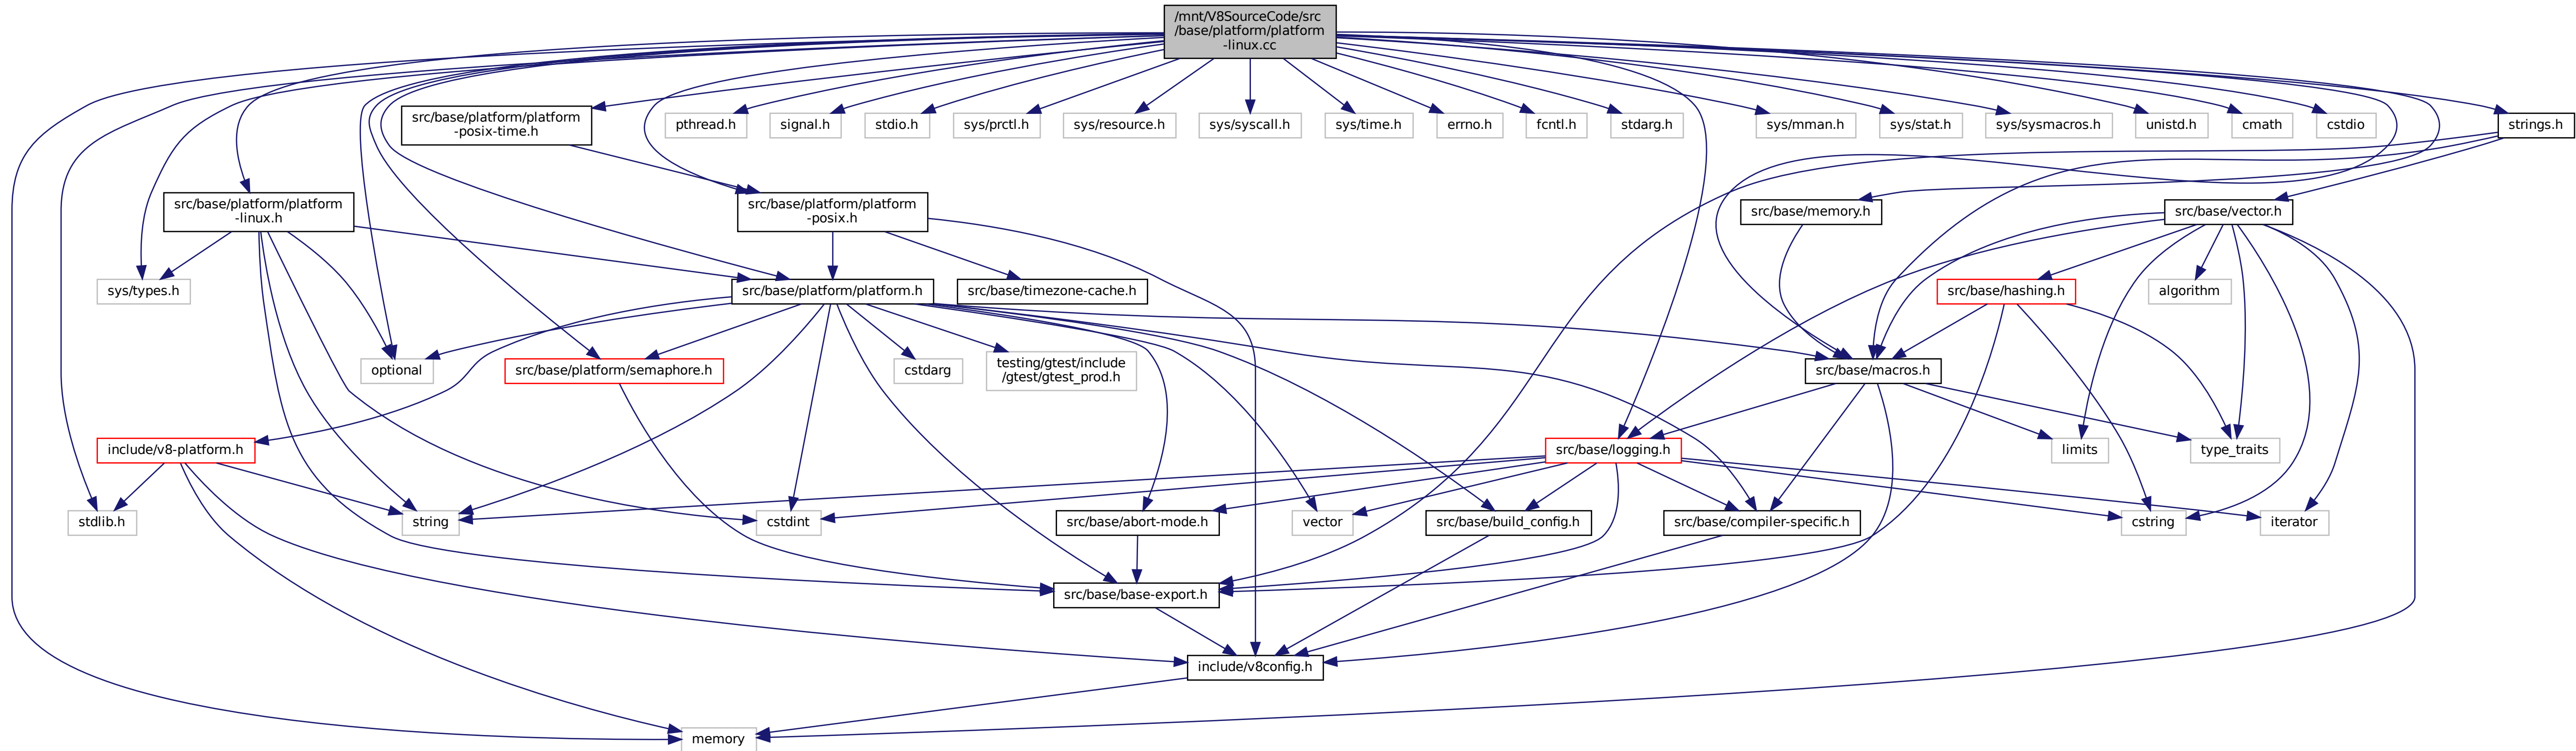 /mnt/V8SourceCode/src
/base/platform/platform
-linux.cc
src/base/platform/platform
-posix-time.h
pthread.h
signal.h
stdio.h
sys/prctl.h
sys/resource.h
sys/syscall.h
sys/time.h
errno.h
fcntl.h
stdarg.h
sys/mman.h
sys/stat.h
sys/sysmacros.h
unistd.h
cmath
cstdio
strings.h
src/base/platform/platform
-linux.h
src/base/platform/platform
-posix.h
src/base/memory.h
src/base/vector.h
sys/types.h
src/base/platform/platform.h
src/base/timezone-cache.h
src/base/hashing.h
algorithm
optional
src/base/platform/semaphore.h
cstdarg
testing/gtest/include
/gtest/gtest_prod.h
src/base/macros.h
include/v8-platform.h
src/base/logging.h
limits
type_traits
stdlib.h
string
cstdint
src/base/abort-mode.h
vector
src/base/build_config.h
src/base/compiler-specific.h
cstring
iterator
src/base/base-export.h
include/v8config.h
memory